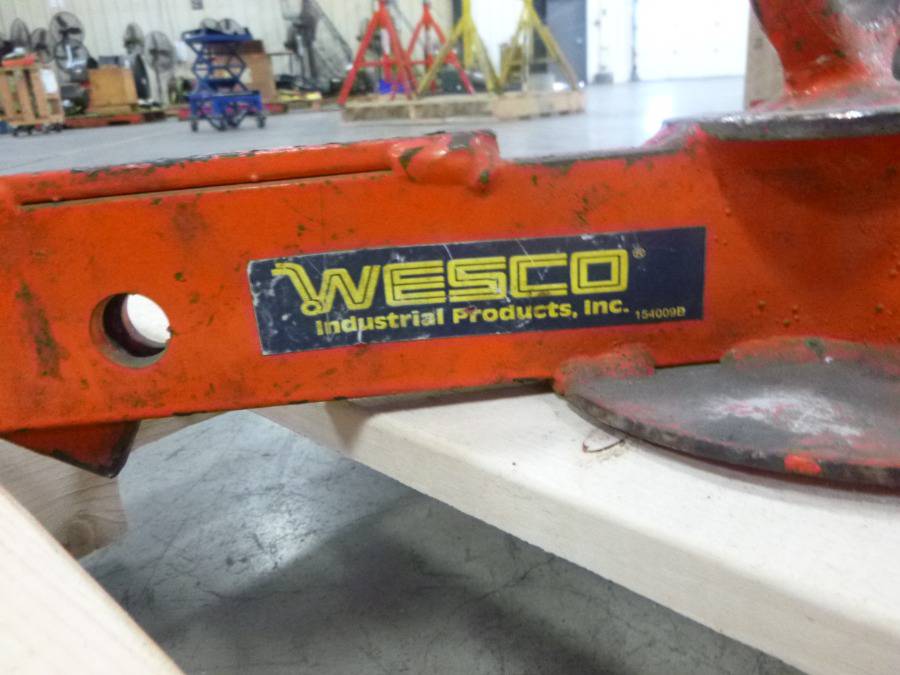 WESCO®
Industrial Products, Inc. 154009B